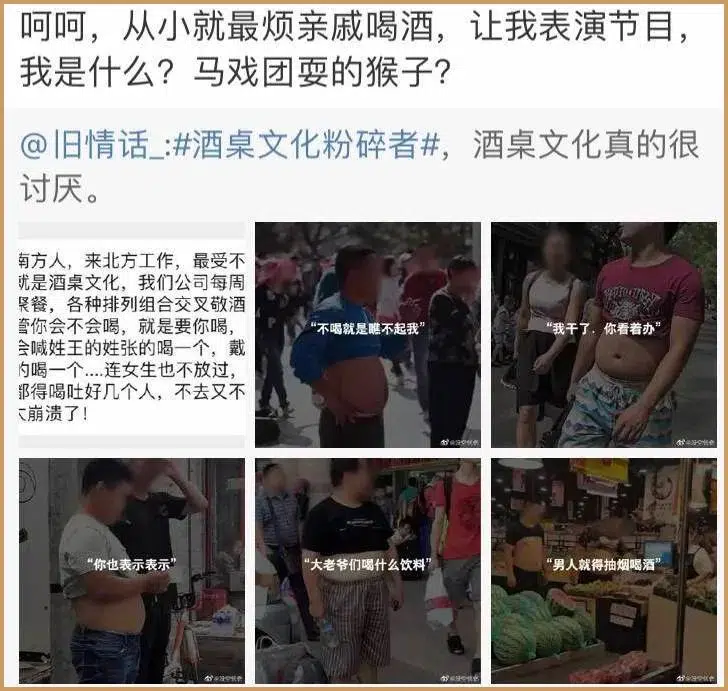 呵呵，从小就最烦亲戚喝酒，让我表演节目，
我是什么？马戏团耍的猴子？
@旧情话_:#酒桌文化粉碎者#，酒桌文化真的很
讨厌。
南方人，来北方工作，最受不
就是酒桌文化，我们公司每周
聚餐，各种排列组合交叉敬酒
管你会不会喝，就是要你喝，
会喊姓王的姓张的喝一个，戴
的喝一个....连女生也不放过，
都得喝吐好几个人，不去又不
崩溃了！
“不喝就是瞧不起我”
“我干了．你看着办”
“你也表示表示”
“大老爷们喝什么饮料”
“男人就得抽烟喝酒”